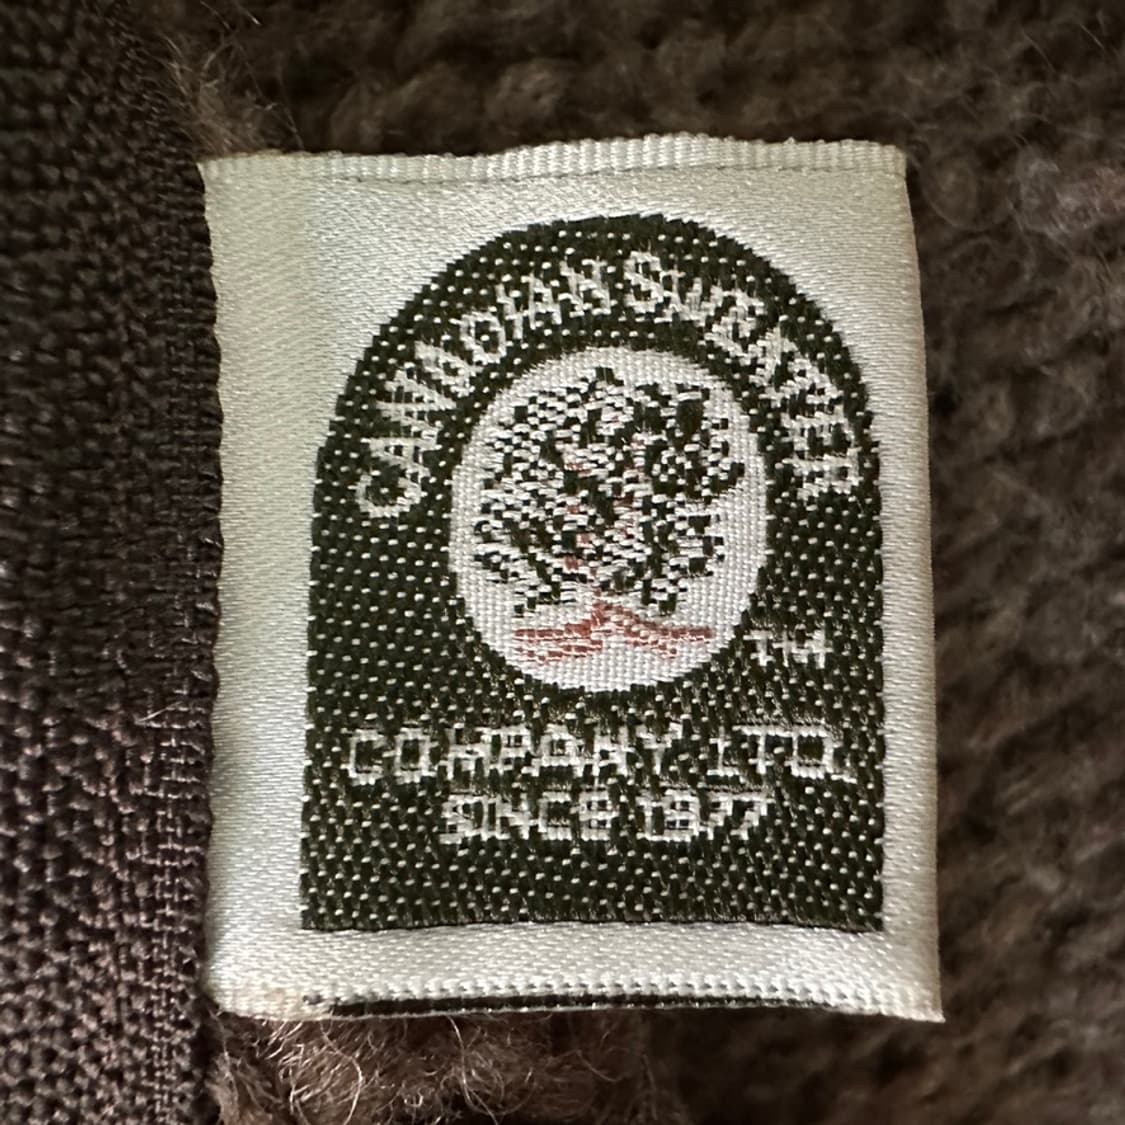 CANADIAN SWEATER
TM
COMPANY LTD.
SINCE 1977